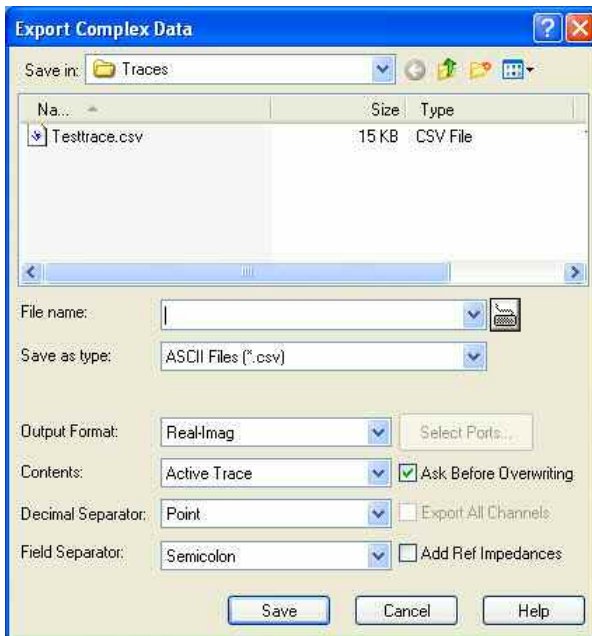 Export Complex Data
Save in: Traces
Na... Size Type
Testtrace.csv 15 KB CSV File
File name:
Save as type: ASCII Files (*.csv)
Output Format: Real-Imag Select Ports...
Contents: Active Trace Ask Before Overwriting
Decimal Separator: Point Export All Channels
Field Separator: Semicolon Add Ref Impedances
Save Cancel Help